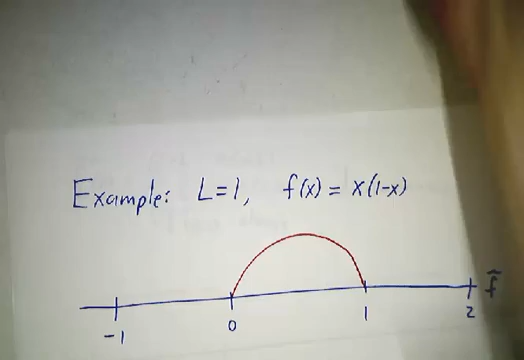 Example: L=1, f(x) = x(1-x)
f̃
-1 0 1 2